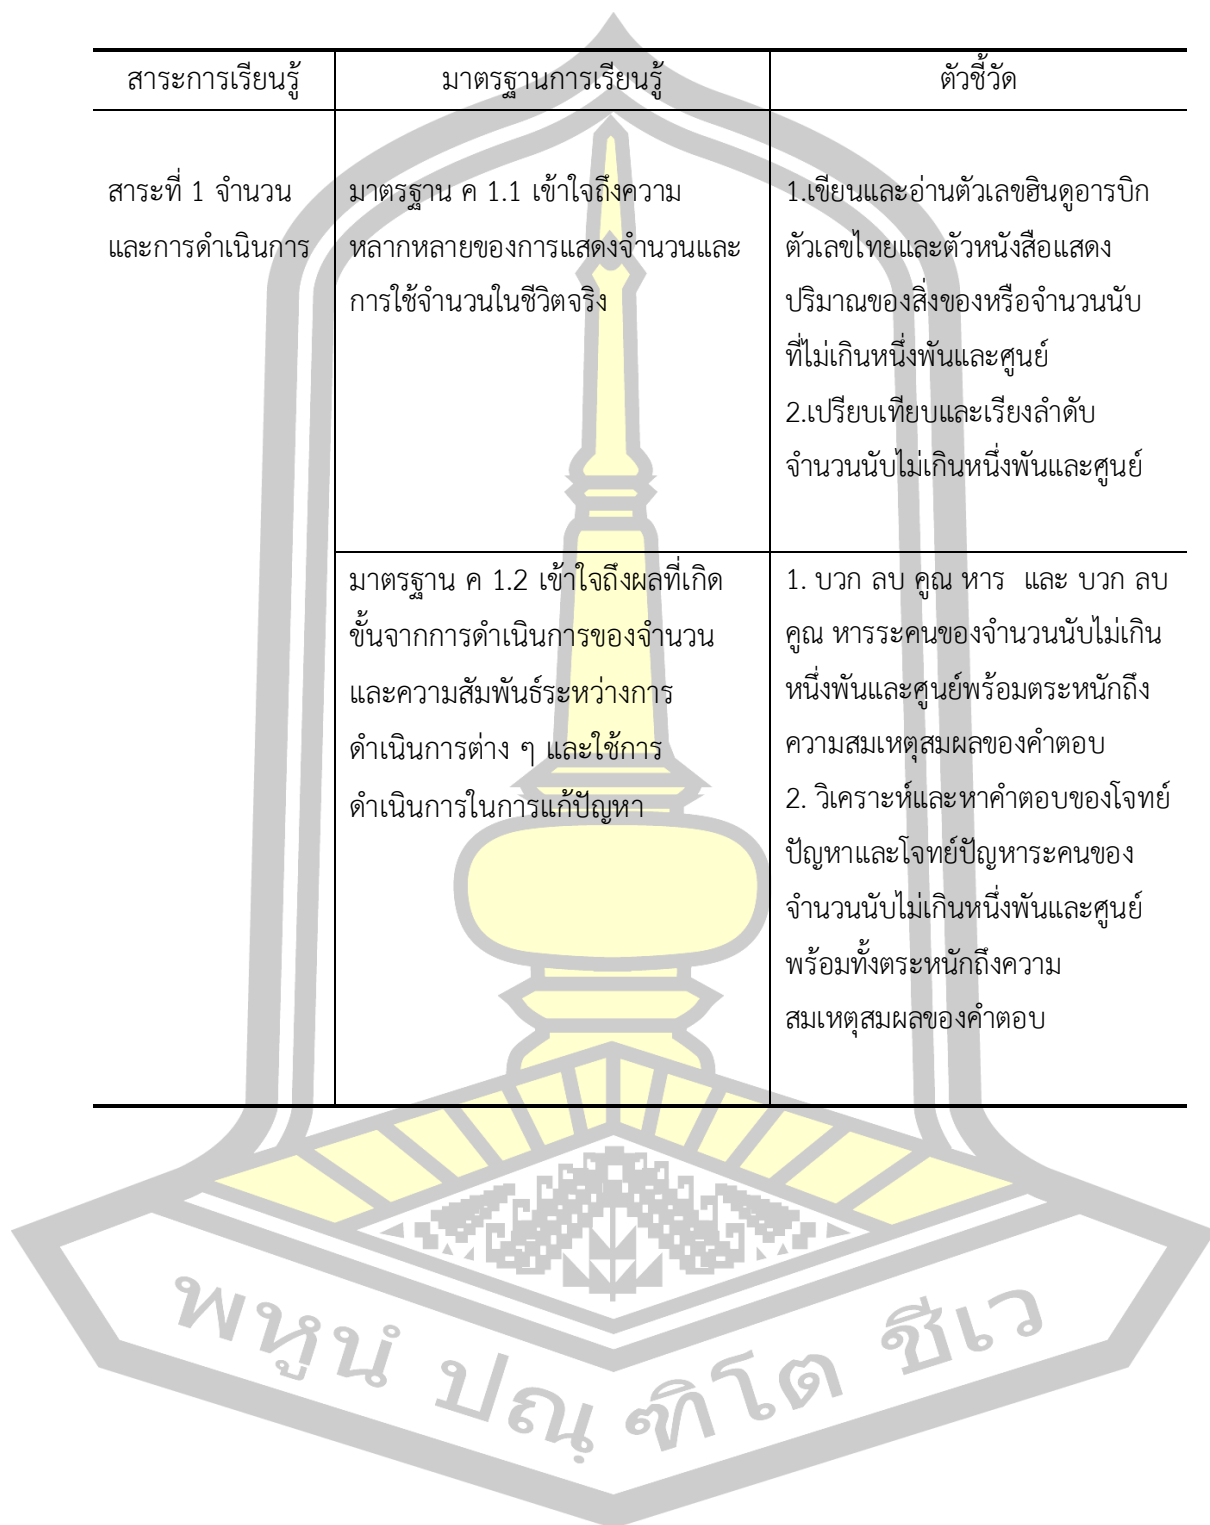 สาระการเรียนรู้ มาตรฐานการเรียนรู้ ตัวชี้วัด
สาระที่ 1 จำนวน
และการดำเนินการ
มาตรฐาน ค 1.1 เข้าใจถึงความ
หลากหลายของการแสดงจำนวนและ
การใช้จำนวนในชีวิตจริง
1.เขียนและอ่านตัวเลขฮินดูอารบิก
ตัวเลขไทยและตัวหนังสือแสดง
ปริมาณของสิ่งของหรือจำนวนนับ
ที่ไม่เกินหนึ่งพันและศูนย์
2.เปรียบเทียบและเรียงลำดับ
จำนวนนับไม่เกินหนึ่งพันและศูนย์
มาตรฐาน ค 1.2 เข้าใจถึงผลที่เกิด
ขั้นจากการดำเนินการของจำนวน
และความสัมพันธ์ระหว่างการ
ดำเนินการต่าง ๆ และใช้การ
ดำเนินการในการแก้ปัญหา
1. บวก ลบ คูณ หาร และ บวก ลบ
คูณ หารระคนของจำนวนนับไม่เกิน
หนึ่งพันและศูนย์พร้อมตระหนักถึง
ความสมเหตุสมผลของคำตอบ
2. วิเคราะห์และหาคำตอบของโจทย์
ปัญหาและโจทย์ปัญหาระคนของ
จำนวนนับไม่เกินหนึ่งพันและศูนย์
พร้อมทั้งตระหนักถึงความ
สมเหตุสมผลของคำตอบ
พหูนํ ปณฺฑิโต ชีเว